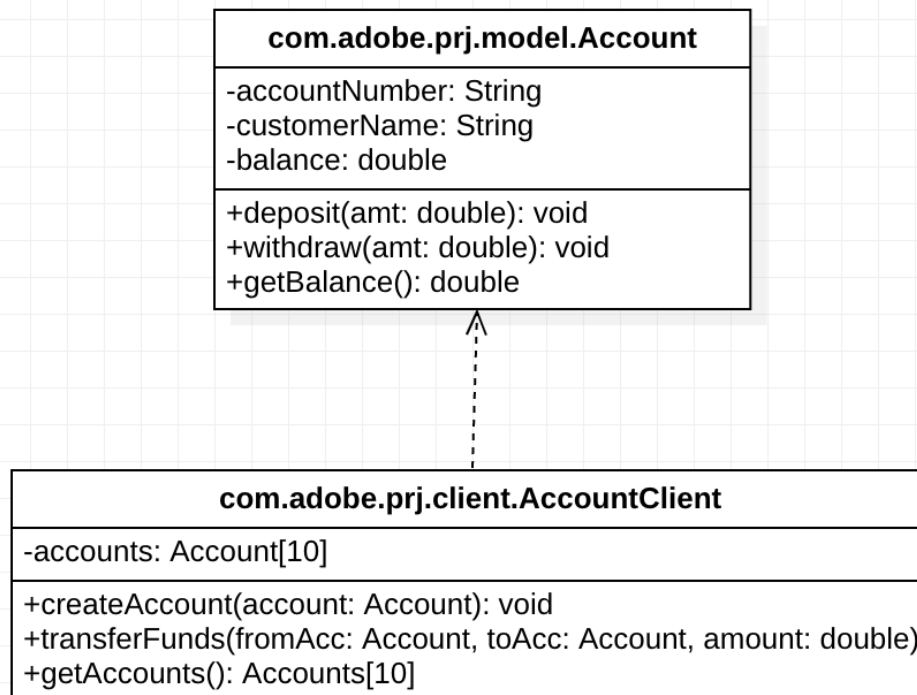 com.adobe.prj.model.Account
-accountNumber: String
-customerName: String
-balance: double
+deposit(amt: double): void
+withdraw(amt: double): void
+getBalance(): double
com.adobe.prj.client.AccountClient
-accounts: Account[10]
+createAccount(account: Account): void
+transferFunds(fromAcc: Account, toAcc: Account, amount: double)
+getAccounts(): Accounts[10]